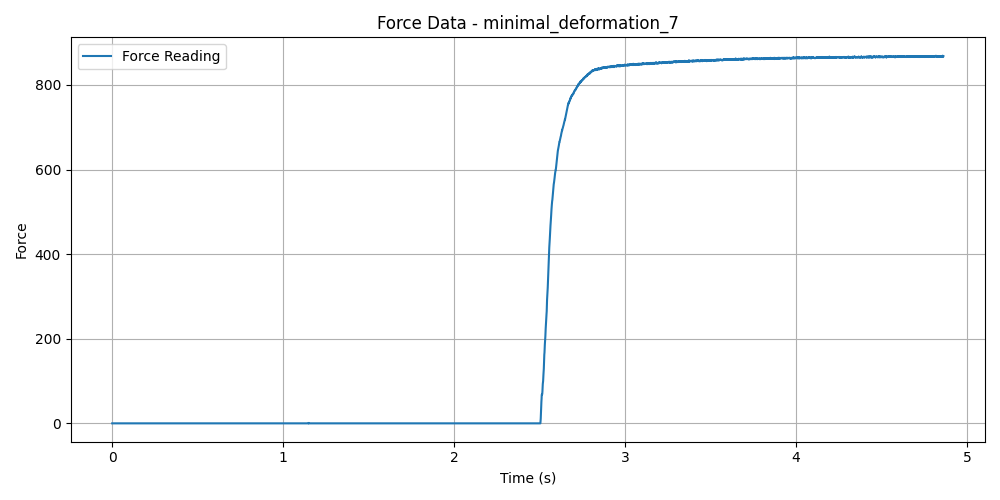 Force Data - minimal_deformation_7
Force Reading
Force
800
600
400
200
0
0 1 2 3 4 5
Time (s)